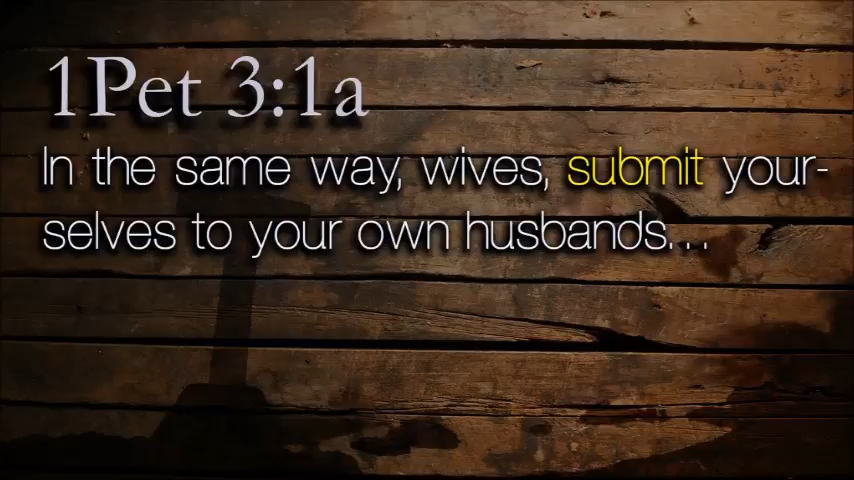 1Pet 3:1a
In the same way, wives, submit your-
selves to your own husbands…